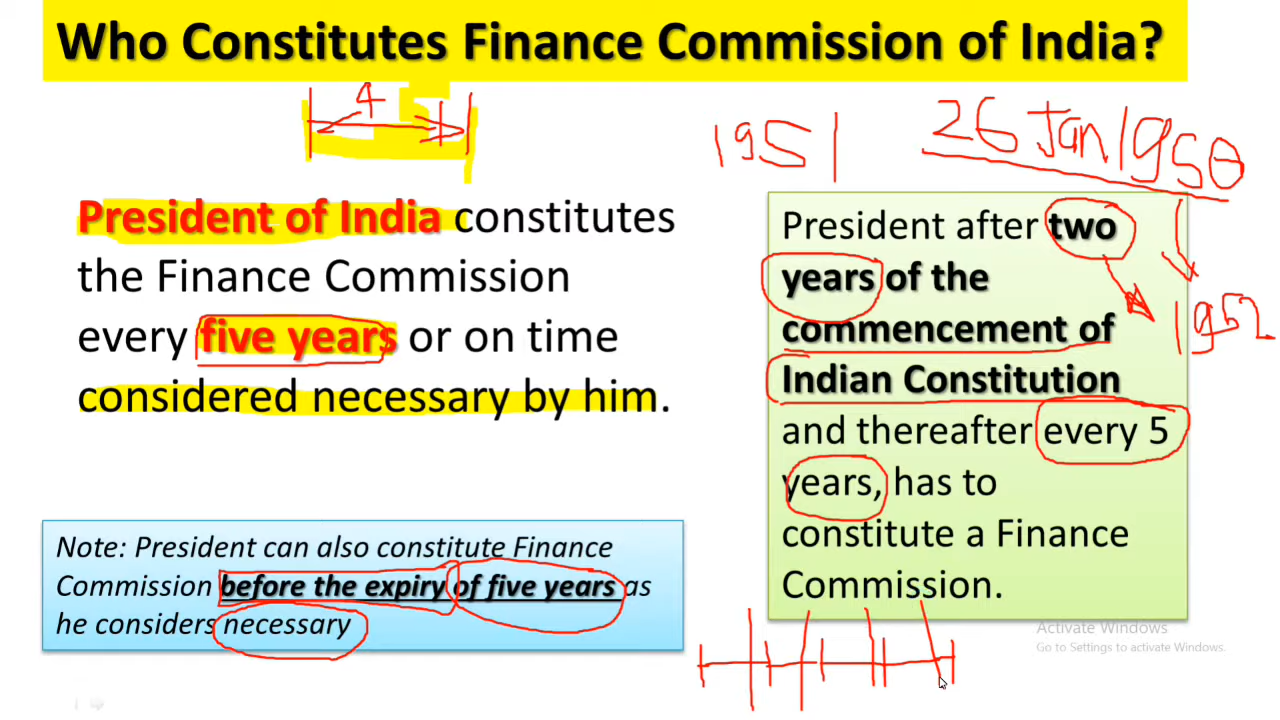 Who Constitutes Finance Commission of India?
4
1951
26 Jan 1950
President of India constitutes
the Finance Commission
every five years or on time
considered necessary by him.
President after two
years of the
commencement of
Indian Constitution
and thereafter every 5
years, has to
constitute a Finance
Commission.
1952
Note: President can also constitute Finance
Commission before the expiry of five years as
he considers necessary
Activate Windows
Go to Settings to activate Windows.